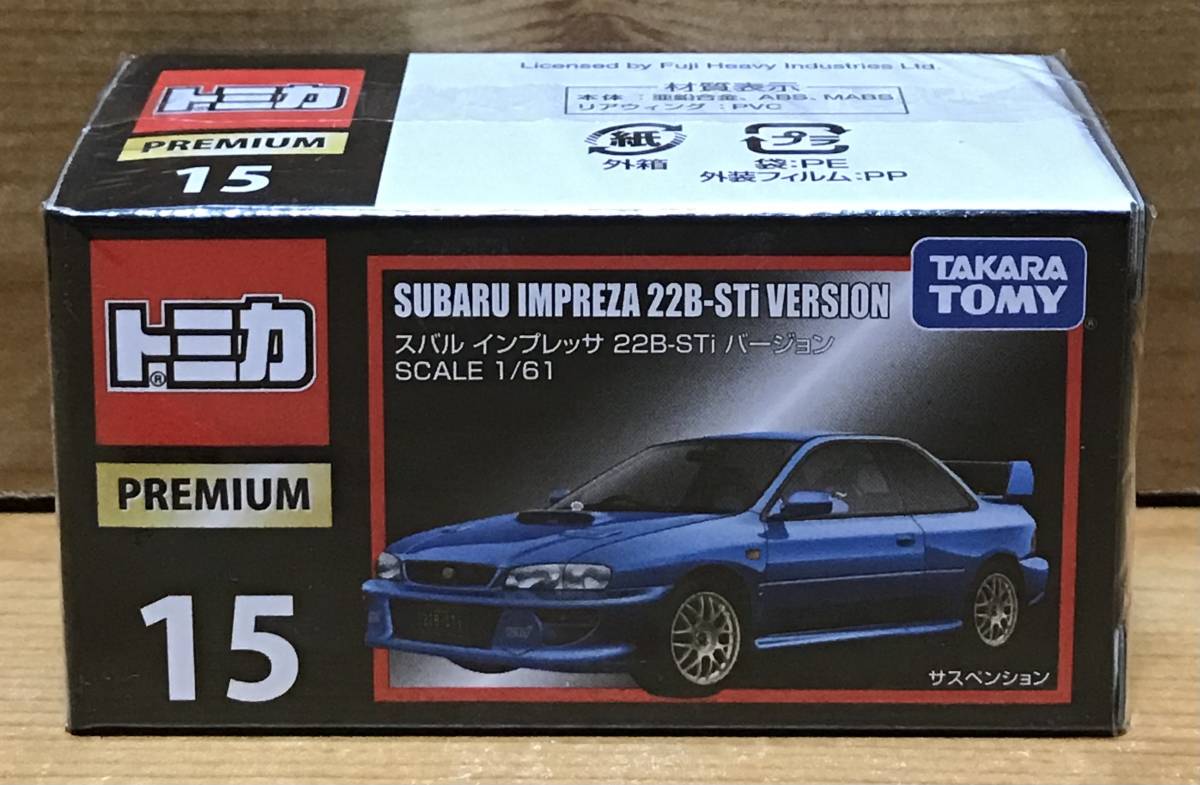 Licensed by Fuji Heavy Industries Ltd.
材質表示
本体 : 亜鉛合金、ABS、MABS
リアウィング : PVC
紙
外箱
プラ
袋:PE
外装フィルム:PP
トミカ
PREMIUM
15
トミカ®
PREMIUM
15
SUBARU IMPREZA 22B-STi VERSION
スバル インプレッサ 22B-STi バージョン
SCALE 1/61
TAKARA
TOMY®
22B-STi
サスペンション